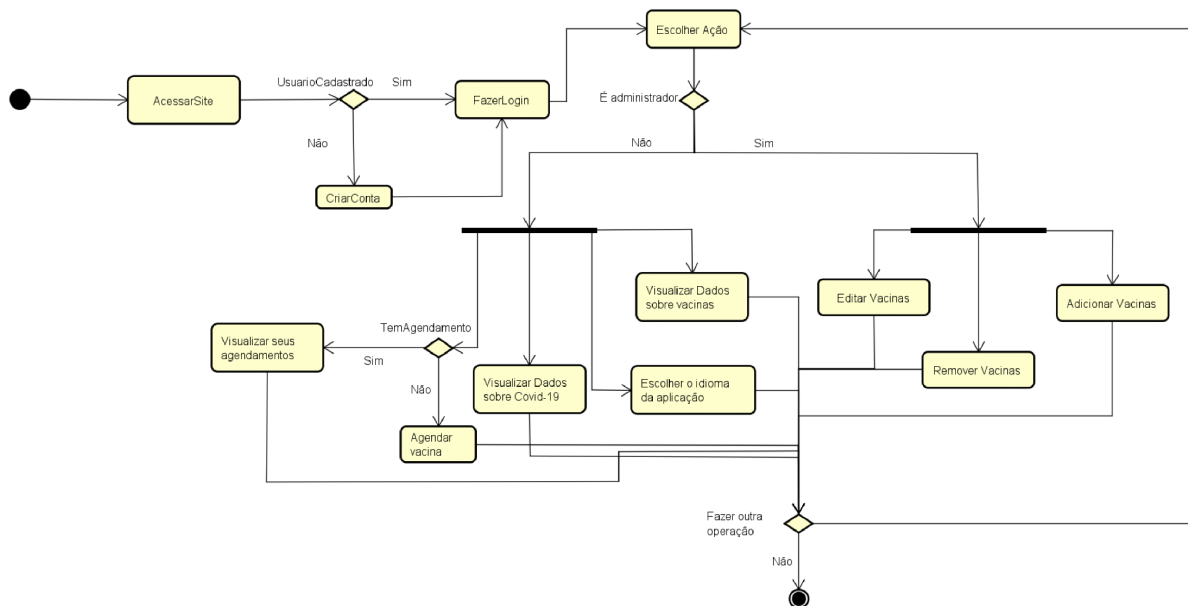 Escolher Ação
UsuarioCadastrado
Sim
AcessarSite
FazerLogin
É administrador
Não
CriarConta
Não
Sim
Visualizar Dados
sobre vacinas
Editar Vacinas
Adicionar Vacinas
TemAgendamento
Visualizar seus
agendamentos
Sim
Não
Visualizar Dados
sobre Covid-19
Escolher o idioma
da aplicação
Remover Vacinas
Agendar
vacina
Fazer outra
operação
Não